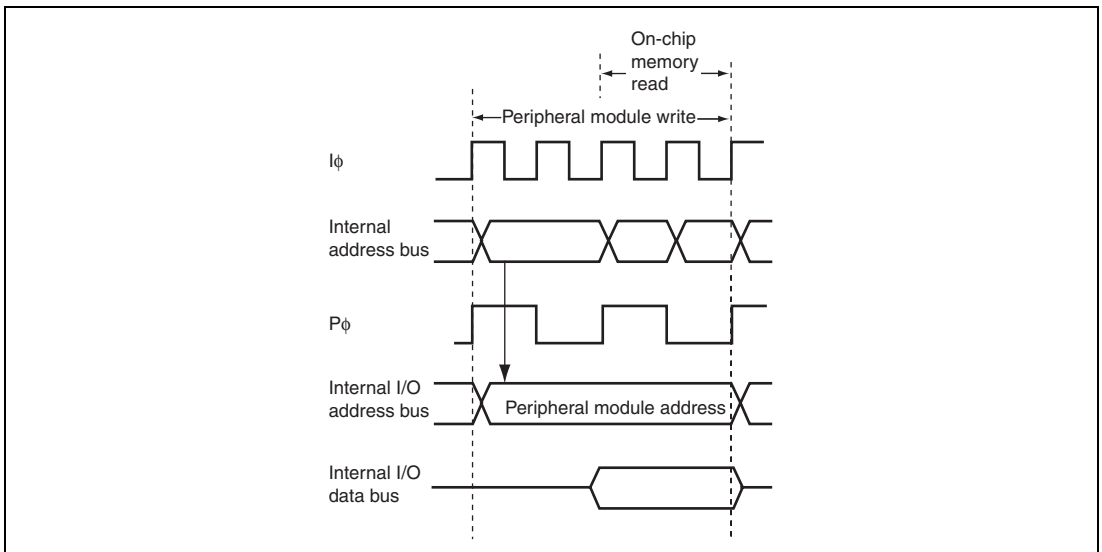 On-chip
memory
read
Peripheral module write
Iϕ
Internal
address bus
Pϕ
Internal I/O
address bus
Peripheral module address
Internal I/O
data bus